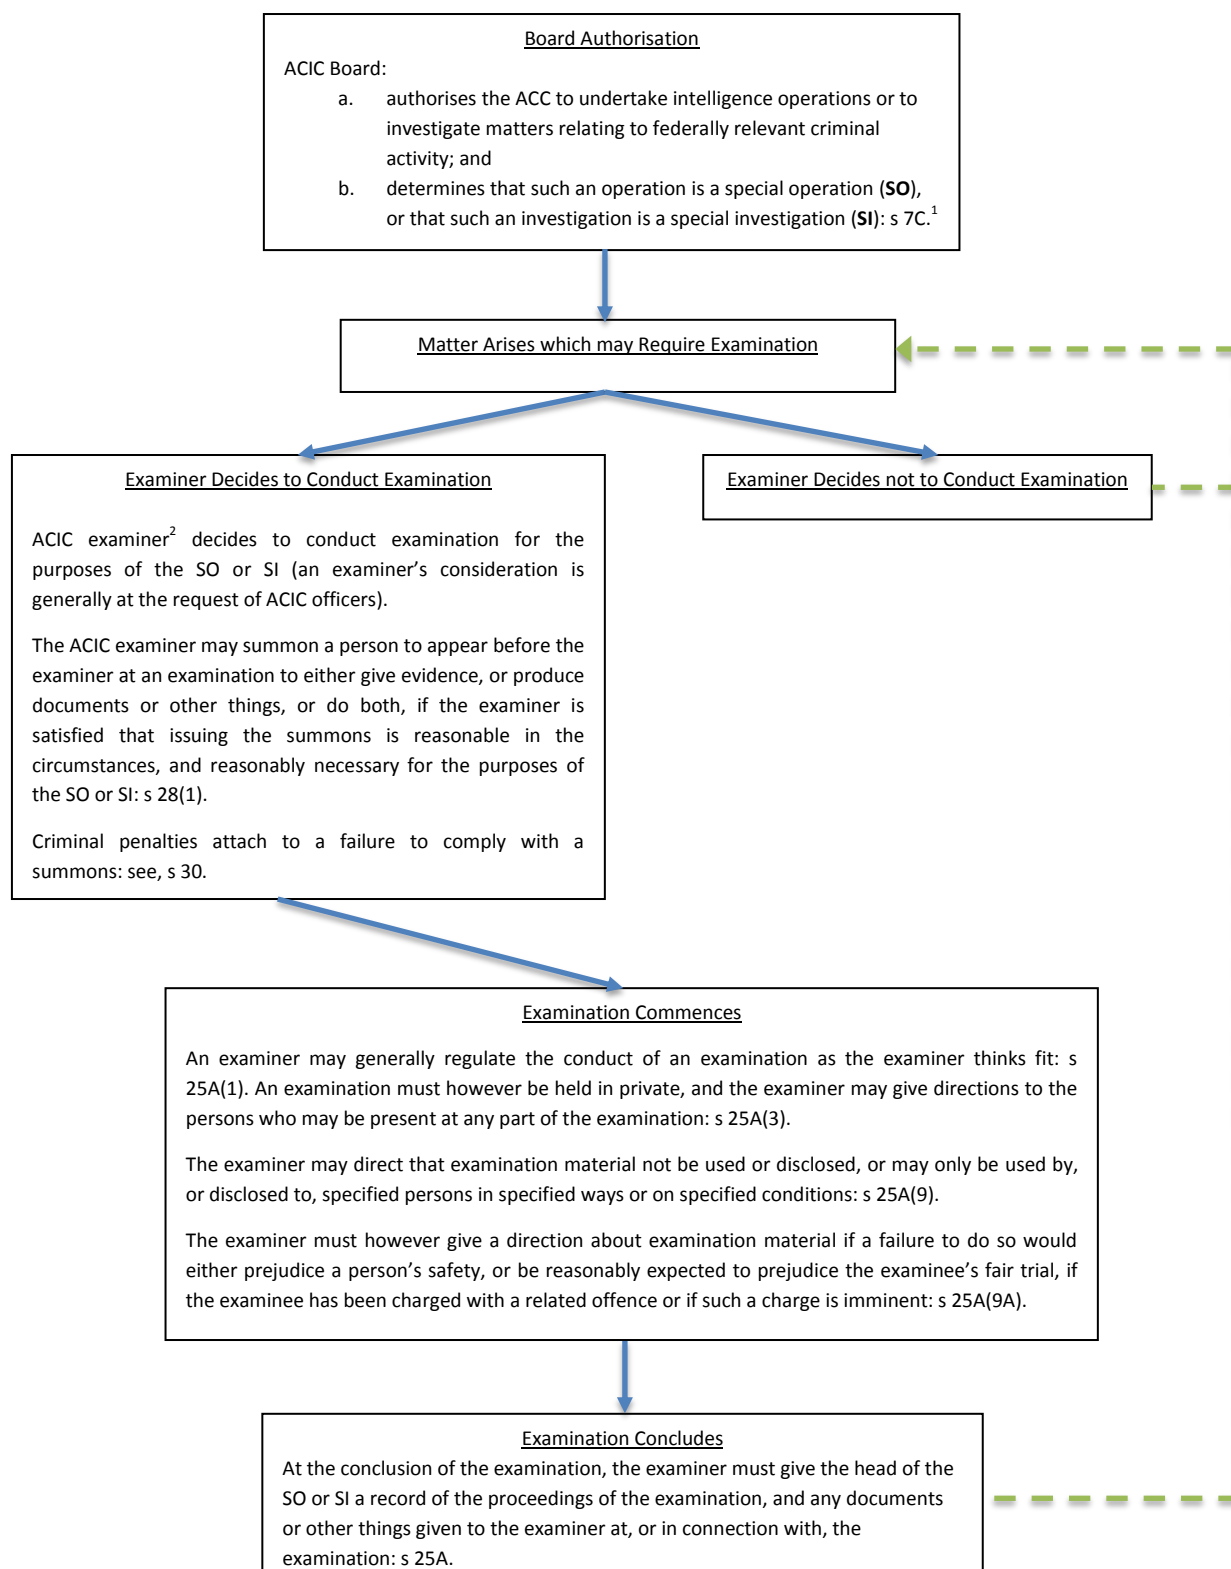 Board Authorisation
ACIC Board:
a. authorises the ACC to undertake intelligence operations or to
investigate matters relating to federally relevant criminal
activity; and
b. determines that such an operation is a special operation (SO),
or that such an investigation is a special investigation (SI): s 7C.1
Matter Arises which may Require Examination
Examiner Decides to Conduct Examination
ACIC examiner2 decides to conduct examination for the
purposes of the SO or SI (an examiner's consideration is
generally at the request of ACIC officers).
The ACIC examiner may summon a person to appear before the
examiner at an examination to either give evidence, or produce
documents or other things, or do both, if the examiner is
satisfied that issuing the summons is reasonable in the
circumstances, and reasonably necessary for the purposes of
the SO or SI: s 28(1).
Criminal penalties attach to a failure to comply with a
summons: see, s 30.
Examiner Decides not to Conduct Examination
Examination Commences
An examiner may generally regulate the conduct of an examination as the examiner thinks fit: s
25A(1). An examination must however be held in private, and the examiner may give directions to the
persons who may be present at any part of the examination: s 25A(3).
The examiner may direct that examination material not be used or disclosed, or may only be used by,
or disclosed to, specified persons in specified ways or on specified conditions: s 25A(9).
The examiner must however give a direction about examination material if a failure to do so would
either prejudice a person's safety, or be reasonably expected to prejudice the examinee's fair trial, if
the examinee has been charged with a related offence or if such a charge is imminent: s 25A(9A).
Examination Concludes
At the conclusion of the examination, the examiner must give the head of the
SO or SI a record of the proceedings of the examination, and any documents
or other things given to the examiner at, or in connection with, the
examination: s 25A.